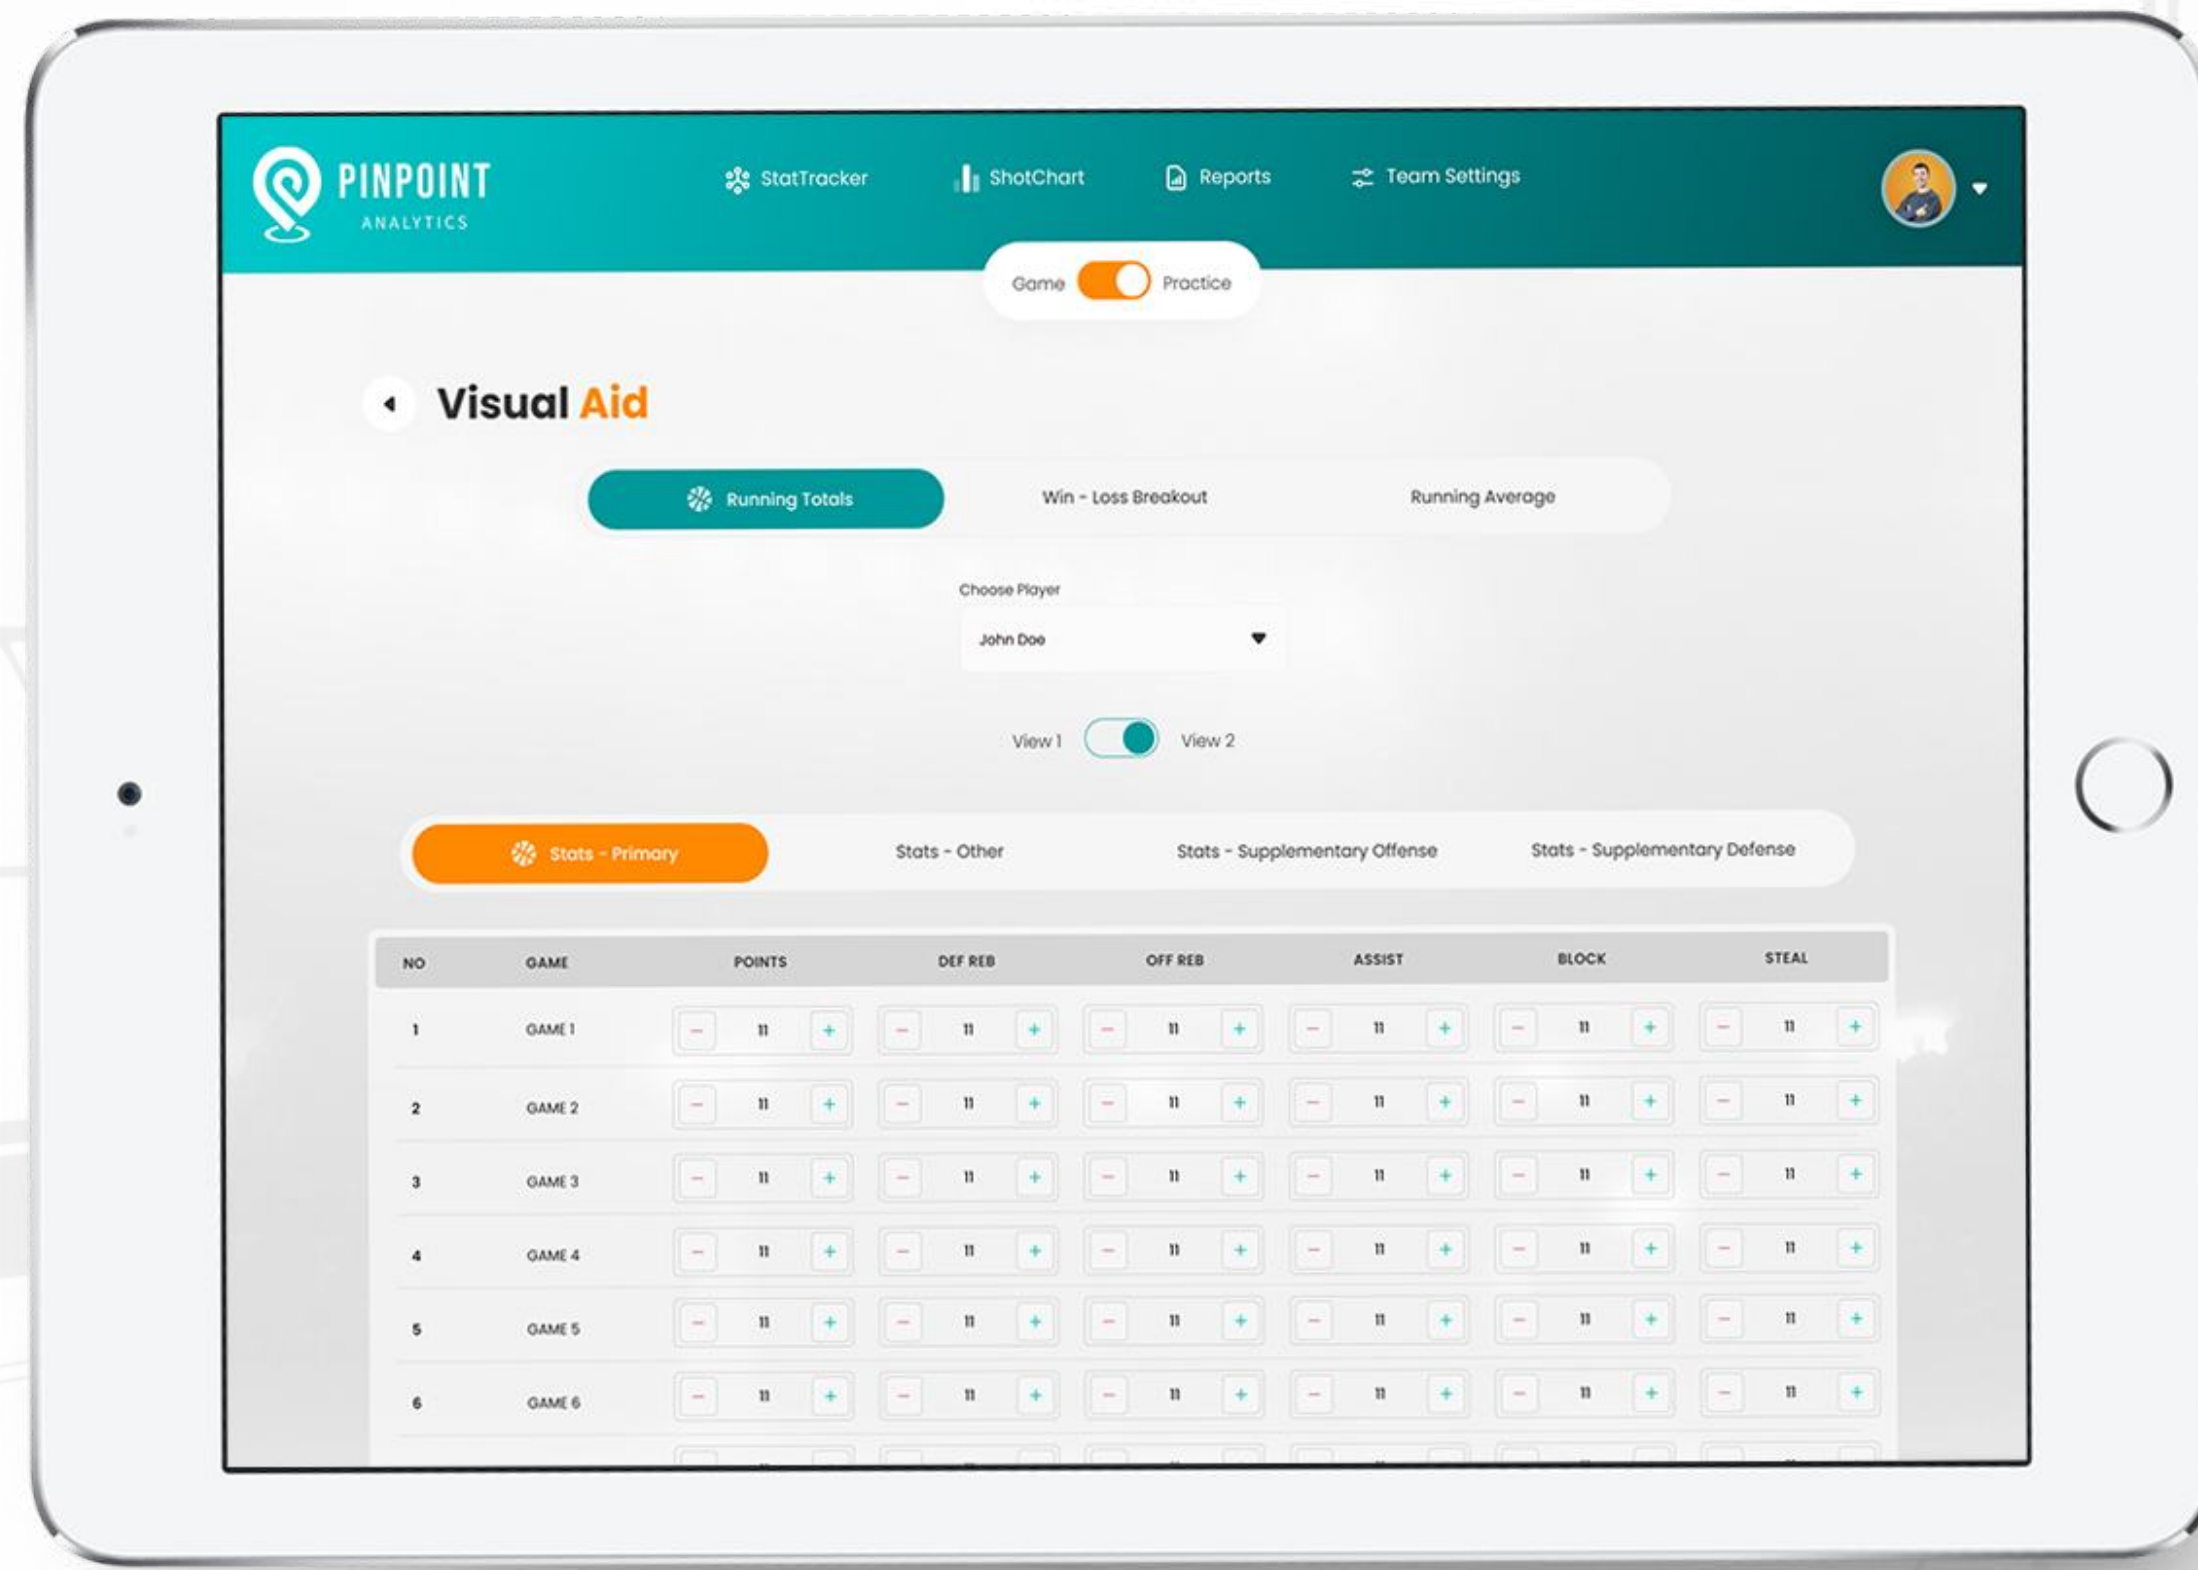 PINPOINT
ANALYTICS
StatTracker ShotChart Reports Team Settings
Game Practice
Visual Aid
Running Totals Win - Loss Breakout Running Average
Choose Player
John Doe
View 1 View 2
Stats - Primary Stats - Other Stats - Supplementary Offense Stats - Supplementary Defense
NO GAME POINTS DEF REB OFF REB ASSIST BLOCK STEAL
1 GAME 1 - 11 + - 11 + - 11 + - 11 + - 11 + - 11 +
2 GAME 2 - 11 + - 11 + - 11 + - 11 + - 11 + - 11 +
3 GAME 3 - 11 + - 11 + - 11 + - 11 + - 11 + - 11 +
4 GAME 4 - 11 + - 11 + - 11 + - 11 + - 11 + - 11 +
5 GAME 5 - 11 + - 11 + - 11 + - 11 + - 11 + - 11 +
6 GAME 6 - 11 + - 11 + - 11 + - 11 + - 11 + - 11 +